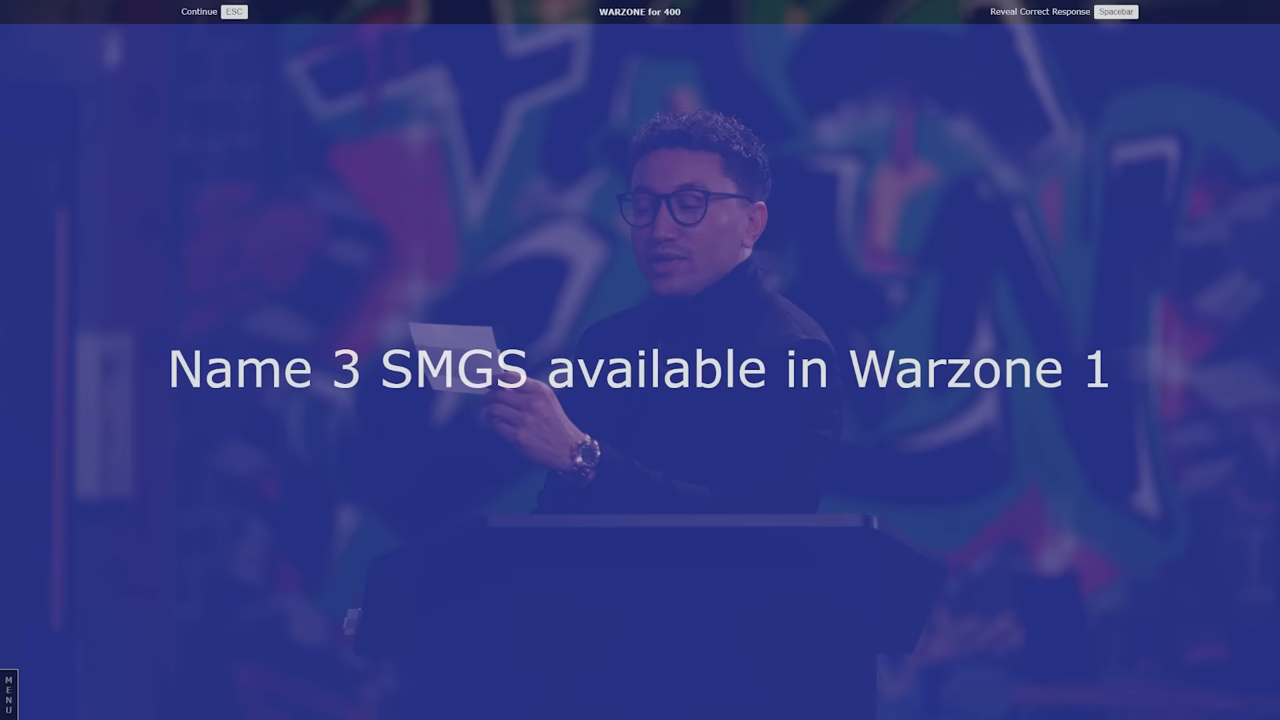 Continue ESC
WARZONE for 400
Reveal Correct Response Spacebar
Name 3 SMGS available in Warzone 1
MENU